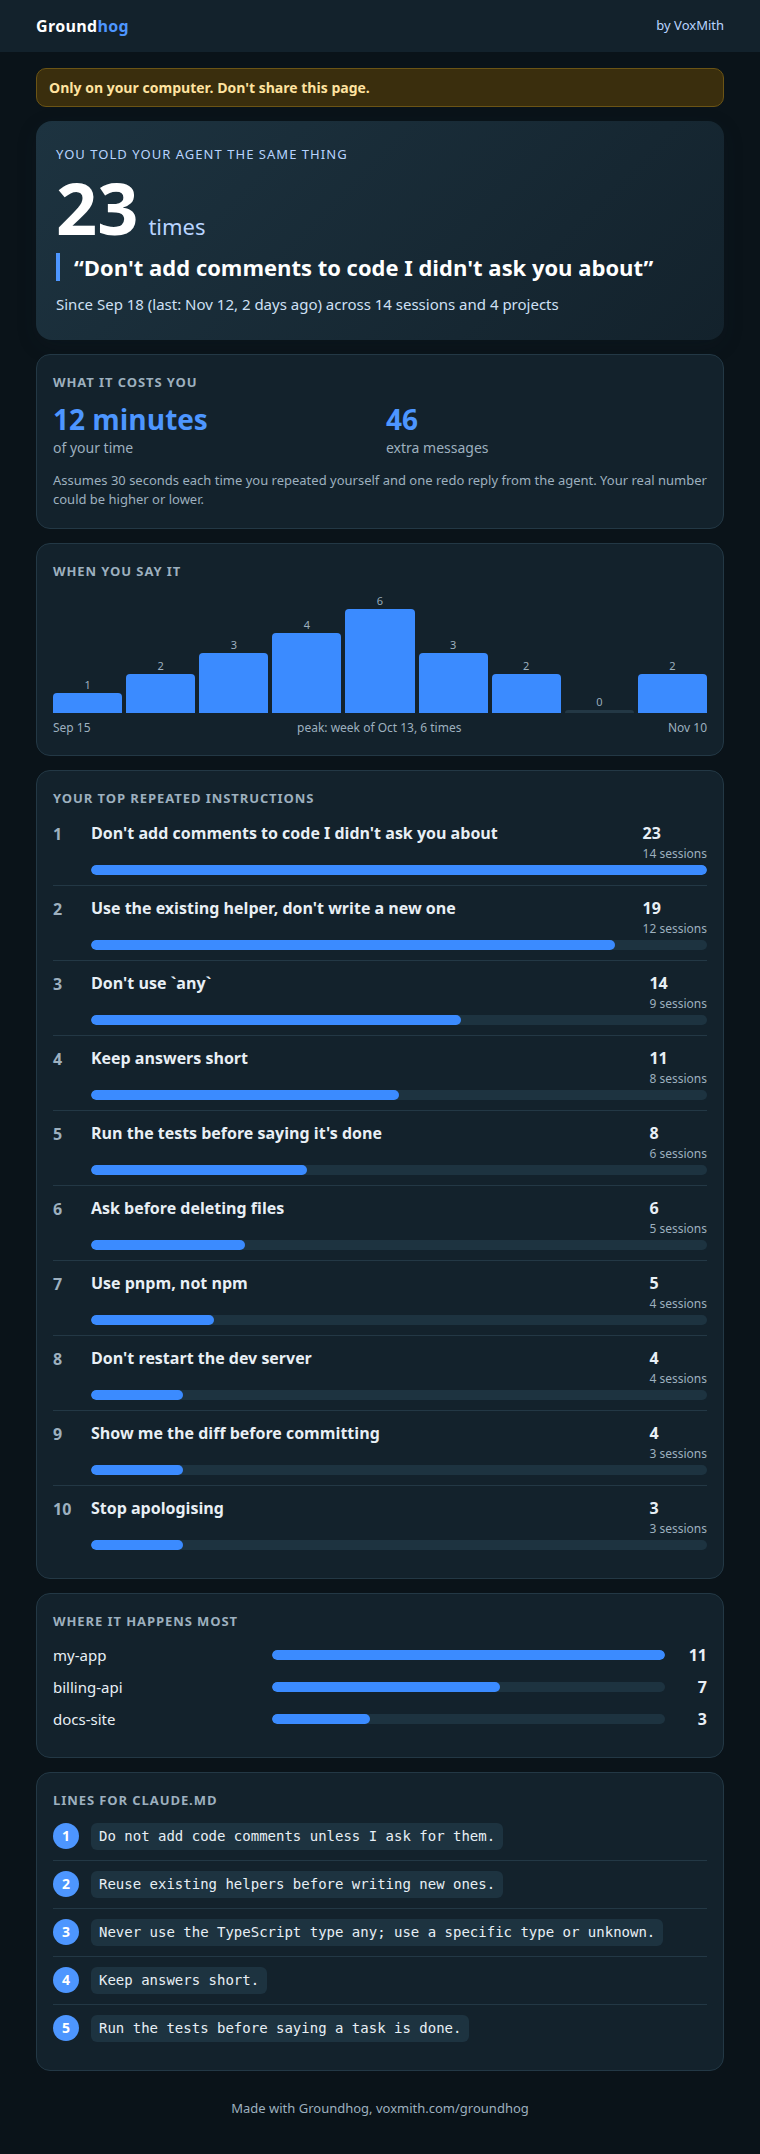 Groundhog
by VoxMith
Only on your computer. Don't share this page.
YOU TOLD YOUR AGENT THE SAME THING
23 times
“Don't add comments to code I didn't ask you about”
Since Sep 18 (last: Nov 12, 2 days ago) across 14 sessions and 4 projects
WHAT IT COSTS YOU
12 minutes
of your time
46
extra messages
Assumes 30 seconds each time you repeated yourself and one redo reply from the agent. Your real number
could be higher or lower.
WHEN YOU SAY IT
1
2
3
4
6
3
2
0
2
Sep 15
peak: week of Oct 13, 6 times
Nov 10
YOUR TOP REPEATED INSTRUCTIONS
1 Don't add comments to code I didn't ask you about 23
14 sessions
2 Use the existing helper, don't write a new one 19
12 sessions
3 Don't use `any` 14
9 sessions
4 Keep answers short 11
8 sessions
5 Run the tests before saying it's done 8
6 sessions
6 Ask before deleting files 6
5 sessions
7 Use pnpm, not npm 5
4 sessions
8 Don't restart the dev server 4
4 sessions
9 Show me the diff before committing 4
3 sessions
10 Stop apologising 3
3 sessions
WHERE IT HAPPENS MOST
my-app 11
billing-api 7
docs-site 3
LINES FOR CLAUDE.MD
1 Do not add code comments unless I ask for them.
2 Reuse existing helpers before writing new ones.
3 Never use the TypeScript type any; use a specific type or unknown.
4 Keep answers short.
5 Run the tests before saying a task is done.
Made with Groundhog, voxmith.com/groundhog